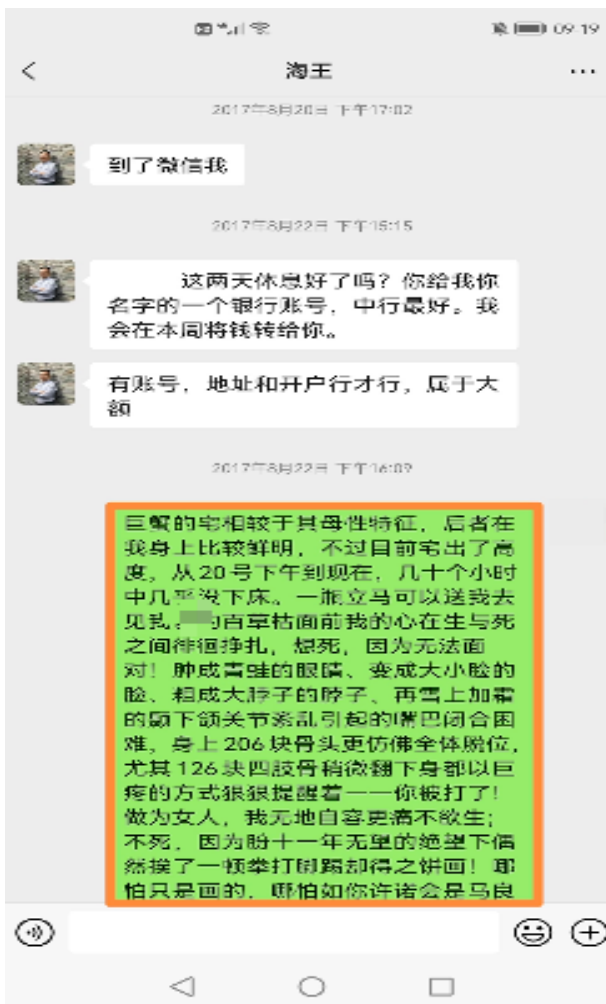 09:19
淘王
2017年8月20日 下午17:02
到了微信我
2017年8月22日 下午15:15
这两天休息好了吗？你给我你
名字的一个银行账号，中行最好。我
会在本周将钱转给你。
有账号，地址和开户行才行，属于大
额
2017年8月22日 下午16:09
巨蟹的宅相较于其母性特征，后者在
我身上比较鲜明，不过目前宅出了高
度，从20号下午到现在，几十个小时
中几乎没下床。一瓶立马可以送我去
见我
的百草枯面前我的心在生与死
之间徘徊挣扎，想死，因为无法面
对！肿成青蛙的眼睛、变成大小脸的
脸、粗成大脖子的脖子、再雪上加霜
的颞下颌关节紊乱引起的嘴巴闭合困
难，身上206块骨头更仿佛全体脱位，
尤其126块四肢骨稍微翻下身都以巨
疼的方式狠狠提醒着——你被打了！
做为女人，我无地自容更痛不欲生；
不死，因为盼十一年无望的绝望下偶
然挨了一顿拳打脚踢却得之饼画！哪
怕只是画的，哪怕如你许诺会是马良